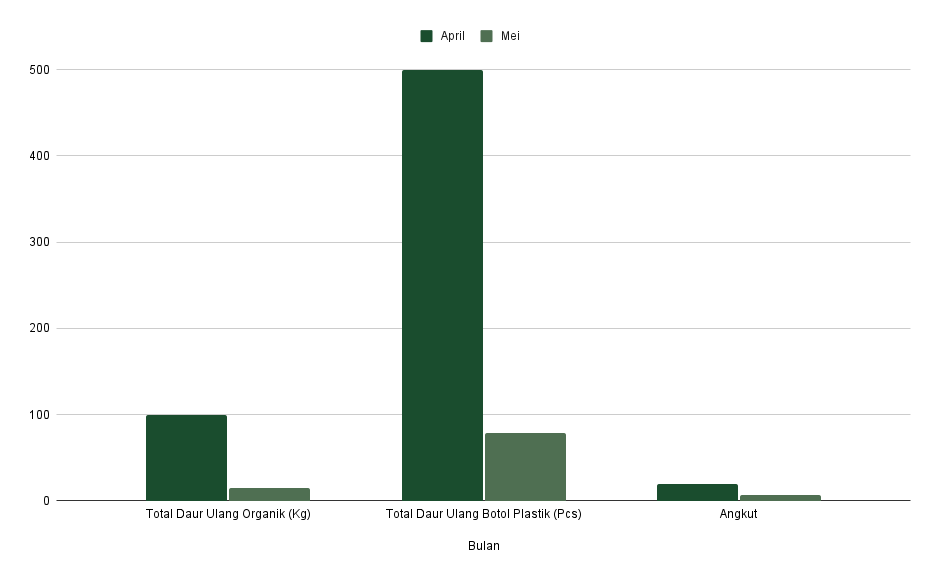 April Mei
500
400
300
200
100
0
Total Daur Ulang Organik (Kg) Total Daur Ulang Botol Plastik (Pcs) Angkut
Bulan